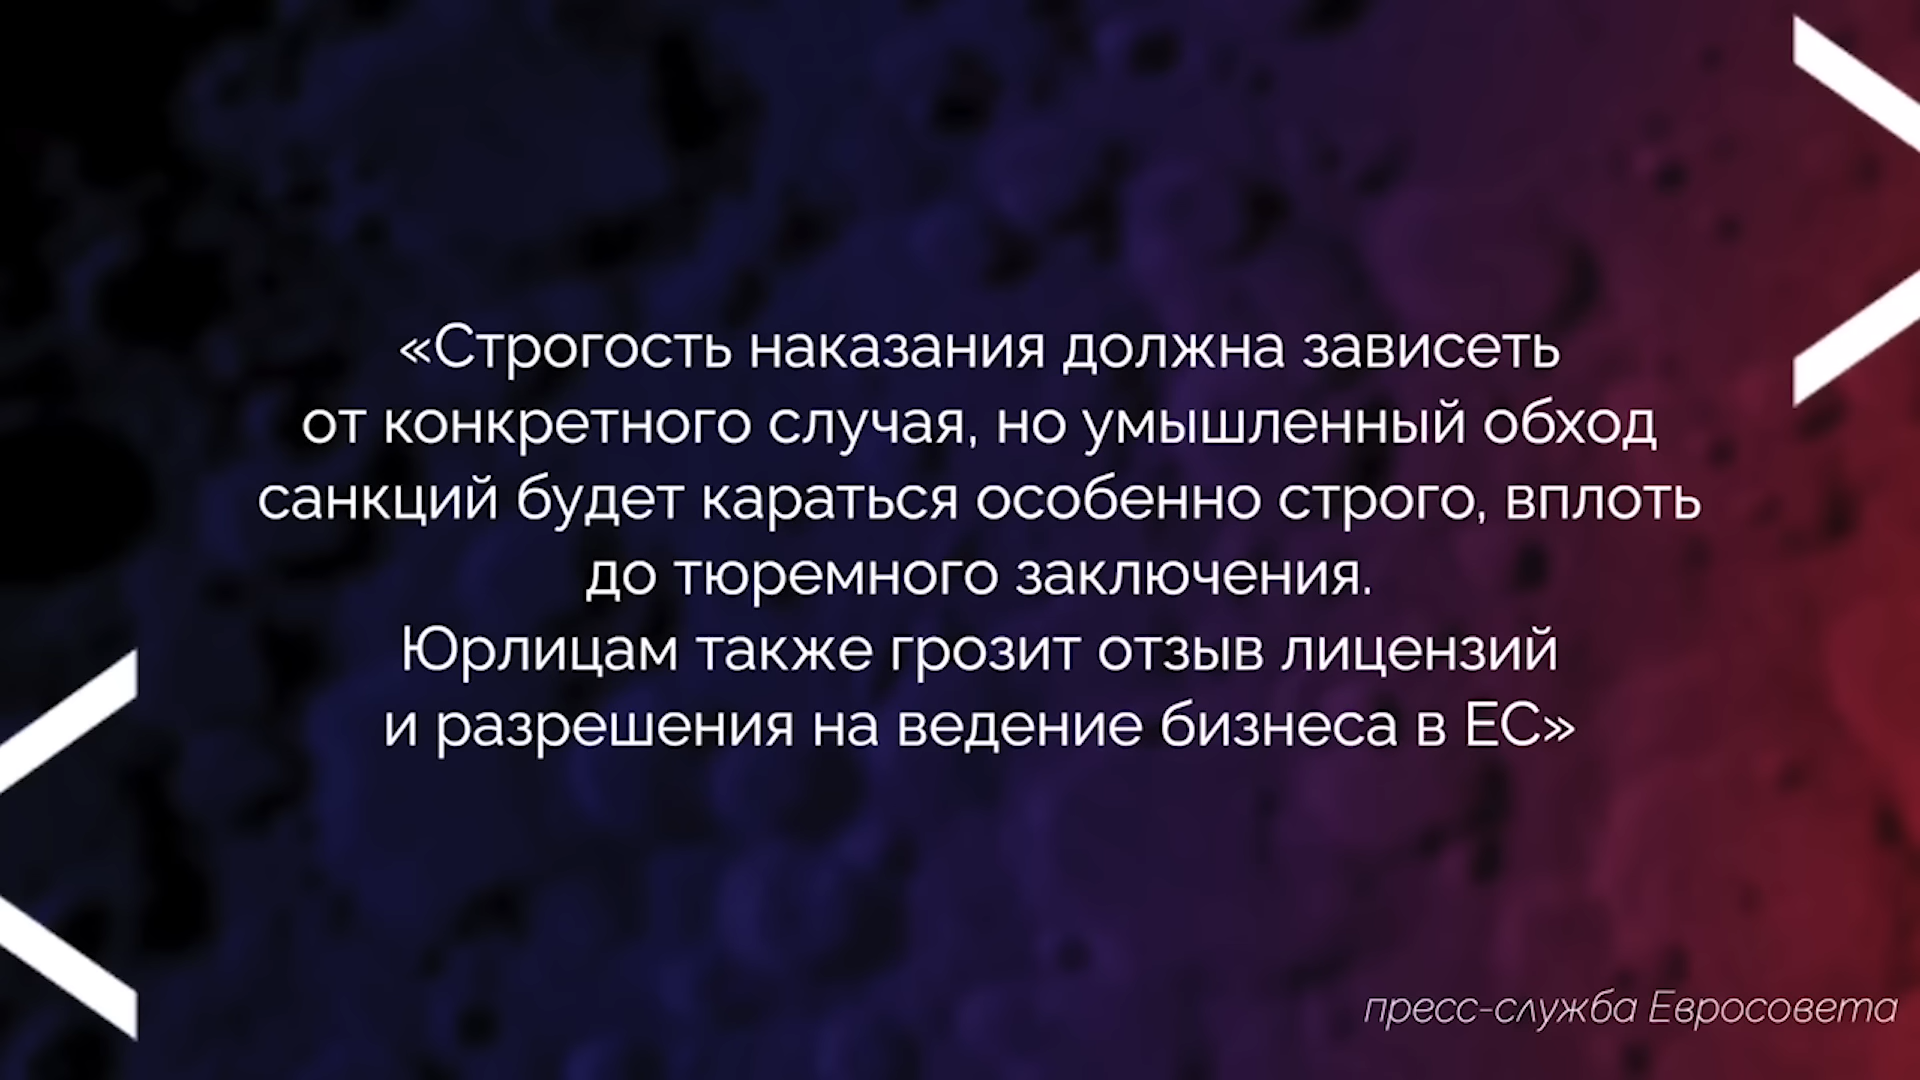 «Строгость наказания должна зависеть
от конкретного случая, но умышленный обход
санкций будет караться особенно строго, вплоть
до тюремного заключения.
Юрлицам также грозит отзыв лицензий
и разрешения на ведение бизнеса в ЕС»
пресс-служба Евросовета